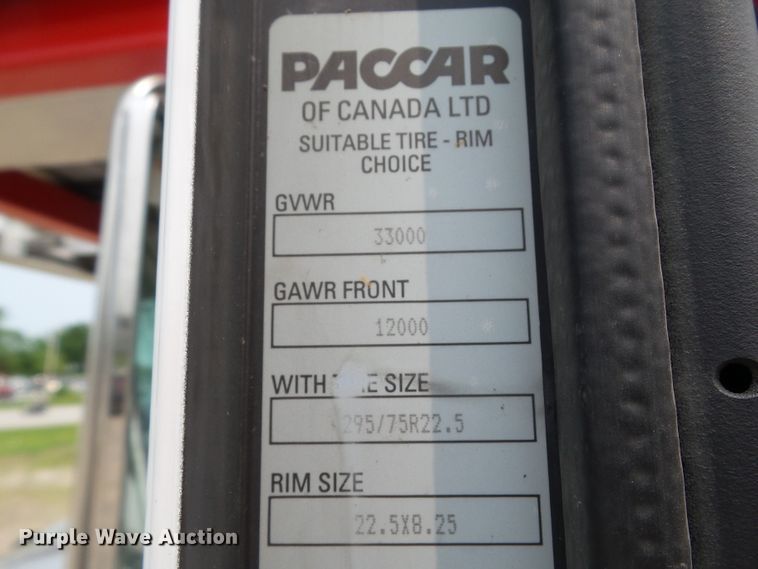 PACCAR
OF CANADA LTD
SUITABLE TIRE - RIM
CHOICE
GVWR
33000
GAWR FRONT
12000
WITH TIRE SIZE
295/75R22.5
RIM SIZE
22.5X8.25
Purple Wave Auction